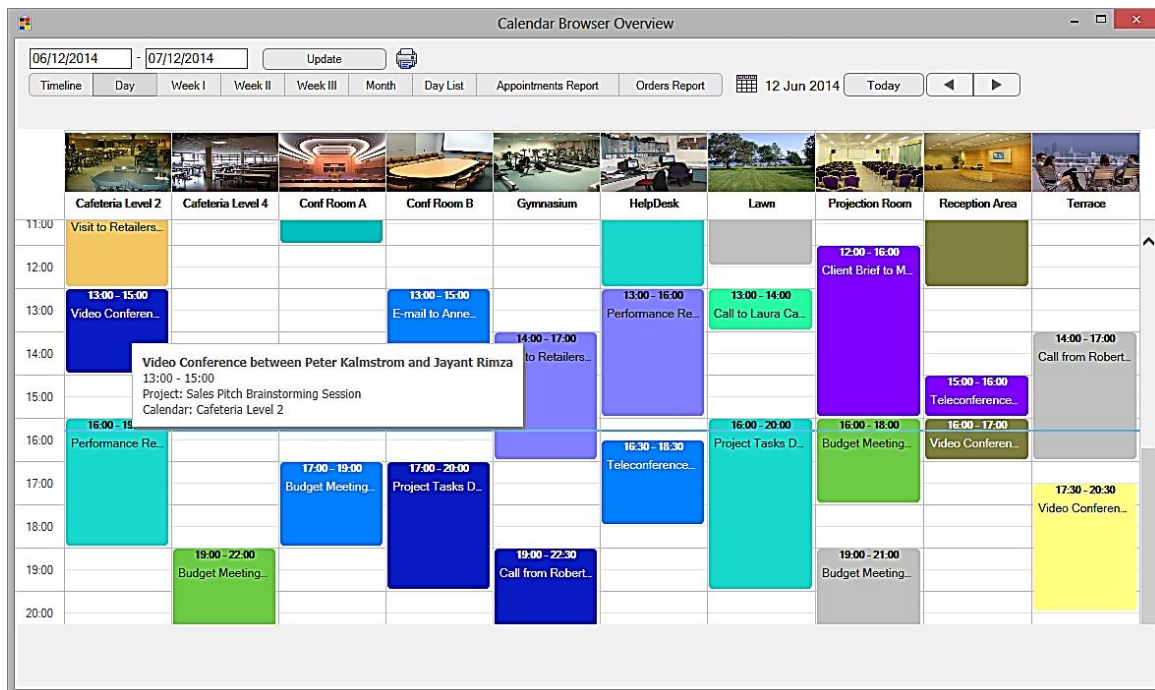 Calendar Browser Overview
06/12/2014 - 07/12/2014 Update
Timeline Day Week I Week II Week III Month Day List Appointments Report Orders Report 12 Jun 2014 Today
Cafeteria Level 2 Cafeteria Level 4 Conf Room A Conf Room B Gymnasium HelpDesk Lawn Projection Room Reception Area Terrace
11:00 Visit to Retailers...
12:00 - 16:00
12:00 Client Brief to M...
13:00 - 15:00 13:00 - 15:00 13:00 - 16:00 13:00 - 14:00
13:00 Video Conferen... E-mail to Anne... Performance Re... Call to Laura Ca...
14:00 - 17:00 14:00 - 17:00
14:00 to Retailers... Call from Robert...
Video Conference between Peter Kalmstrom and Jayant Rimza
13:00 - 15:00
Project: Sales Pitch Brainstorming Session
Calendar: Cafeteria Level 2
15:00 - 16:00
15:00 Teleconference...
16:00 - 16:00 - 20:00 16:00 - 18:00 16:00 - 17:00
16:00 Performance Re... Project Tasks D... Budget Meeting... Video Conferen...
16:30 - 18:30
Teleconference...
17:00 - 19:00 17:00 - 20:00
17:00 Budget Meeting... Project Tasks D...
17:30 - 20:30
Video Conferen...
18:00
19:00 - 22:00 19:00 - 22:30 19:00 - 21:00
19:00 Budget Meeting... Call from Robert... Budget Meeting...
20:00